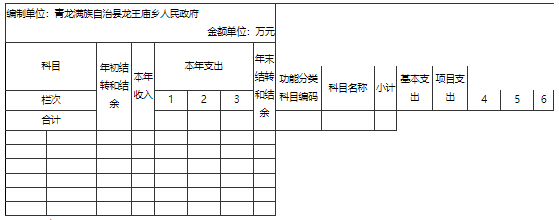 编制单位：青龙满族自治县龙王庙乡人民政府
金额单位：万元
科目 年初结转和结余 本年收入 本年支出 年末结转和结余 功能分类科目编码 科目名称 小计 基本支出 项目支出
栏次 1 2 3 4 5 6
合计